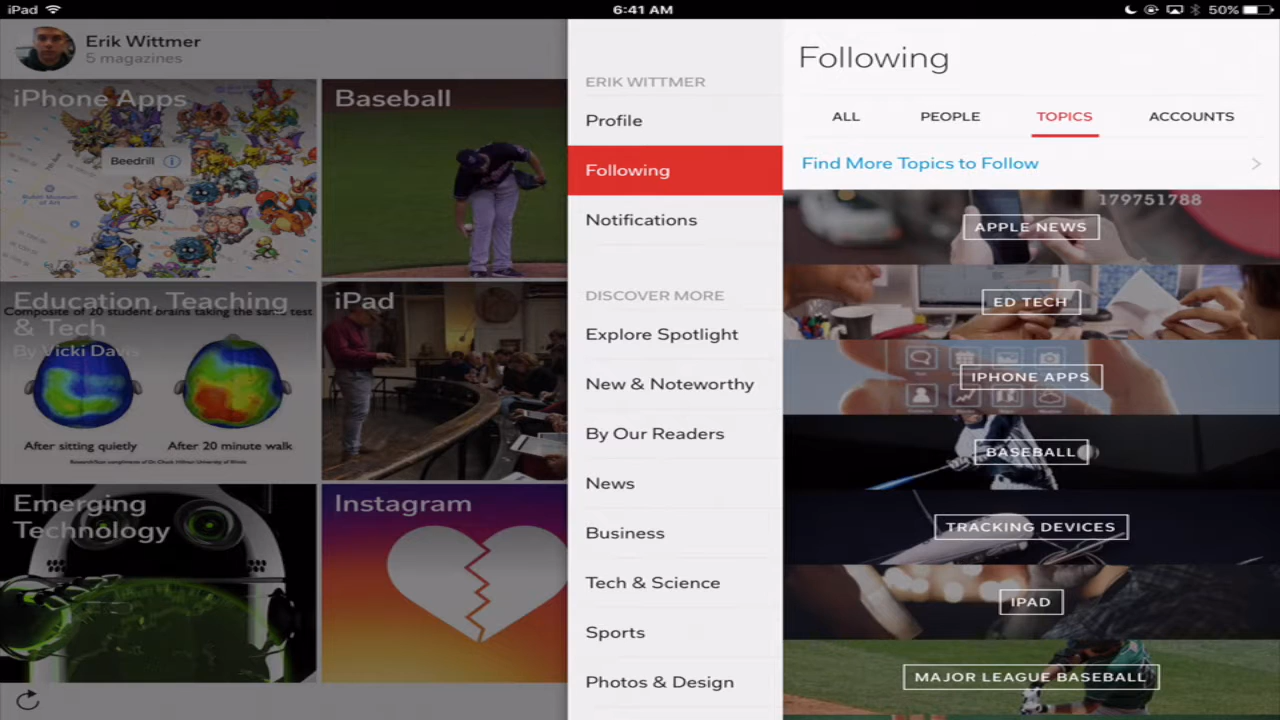 iPad
6:41 AM
50%
Erik Wittmer
5 magazines
iPhone Apps
Beedrill
Baseball
Education, Teaching
& Tech
By Vicki Davis
Composite of 20 student brains taking the same test
After sitting quietly
After 20 minute walk
iPad
Emerging
Technology
Instagram
ERIK WITTMER
Profile
Following
Notifications
DISCOVER MORE
Explore Spotlight
New & Noteworthy
By Our Readers
News
Business
Tech & Science
Sports
Photos & Design
Following
ALL
PEOPLE
TOPICS
ACCOUNTS
Find More Topics to Follow
179751788
APPLE NEWS
ED TECH
IPHONE APPS
BASEBALL
TRACKING DEVICES
IPAD
MAJOR LEAGUE BASEBALL